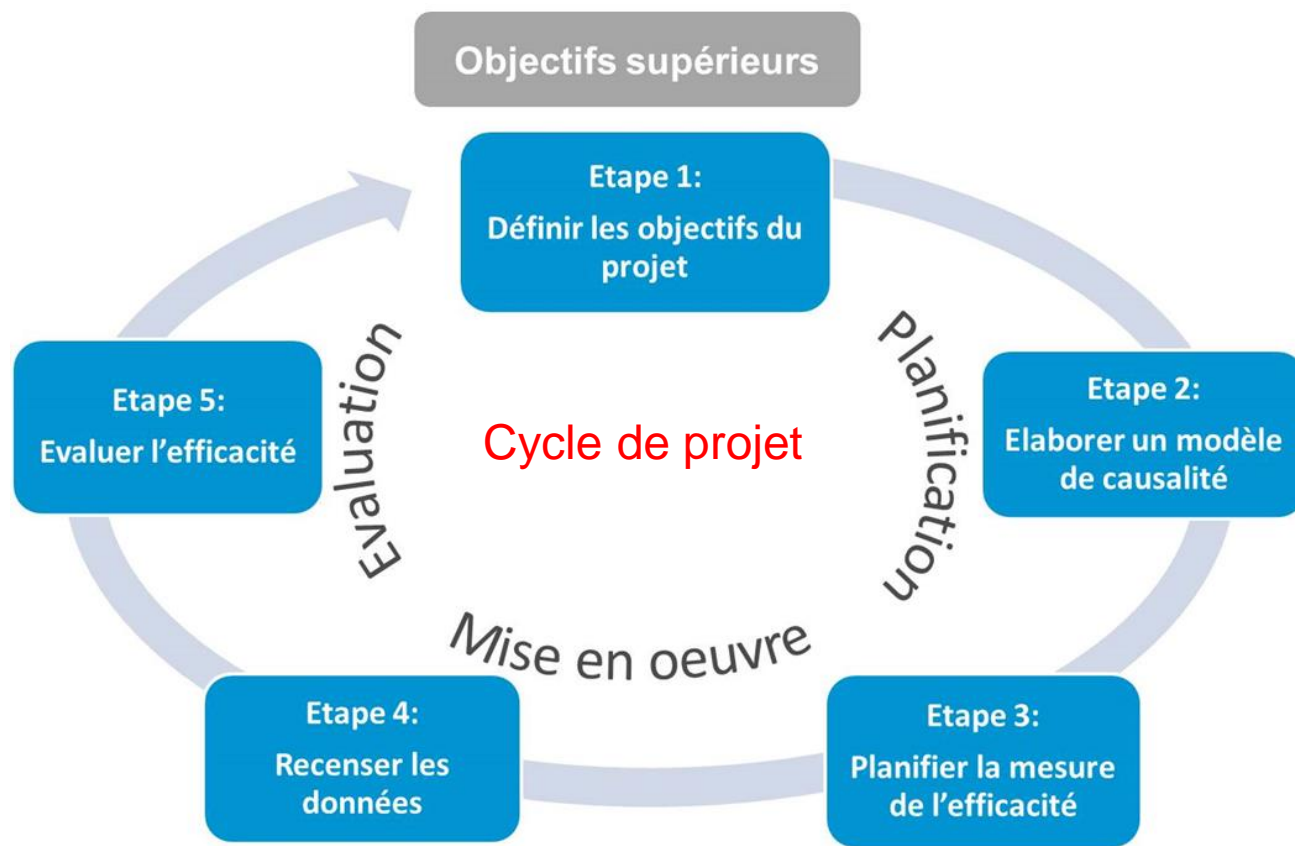 Objectifs supérieurs
Etape 1:
Définir les objectifs du
projet
Planification
Etape 2:
Elaborer un modèle
de causalité
Etape 3:
Planifier la mesure
de l’efficacité
Mise en oeuvre
Etape 4:
Recenser les
données
Etape 5:
Evaluer l’efficacité
Evaluation
Cycle de projet